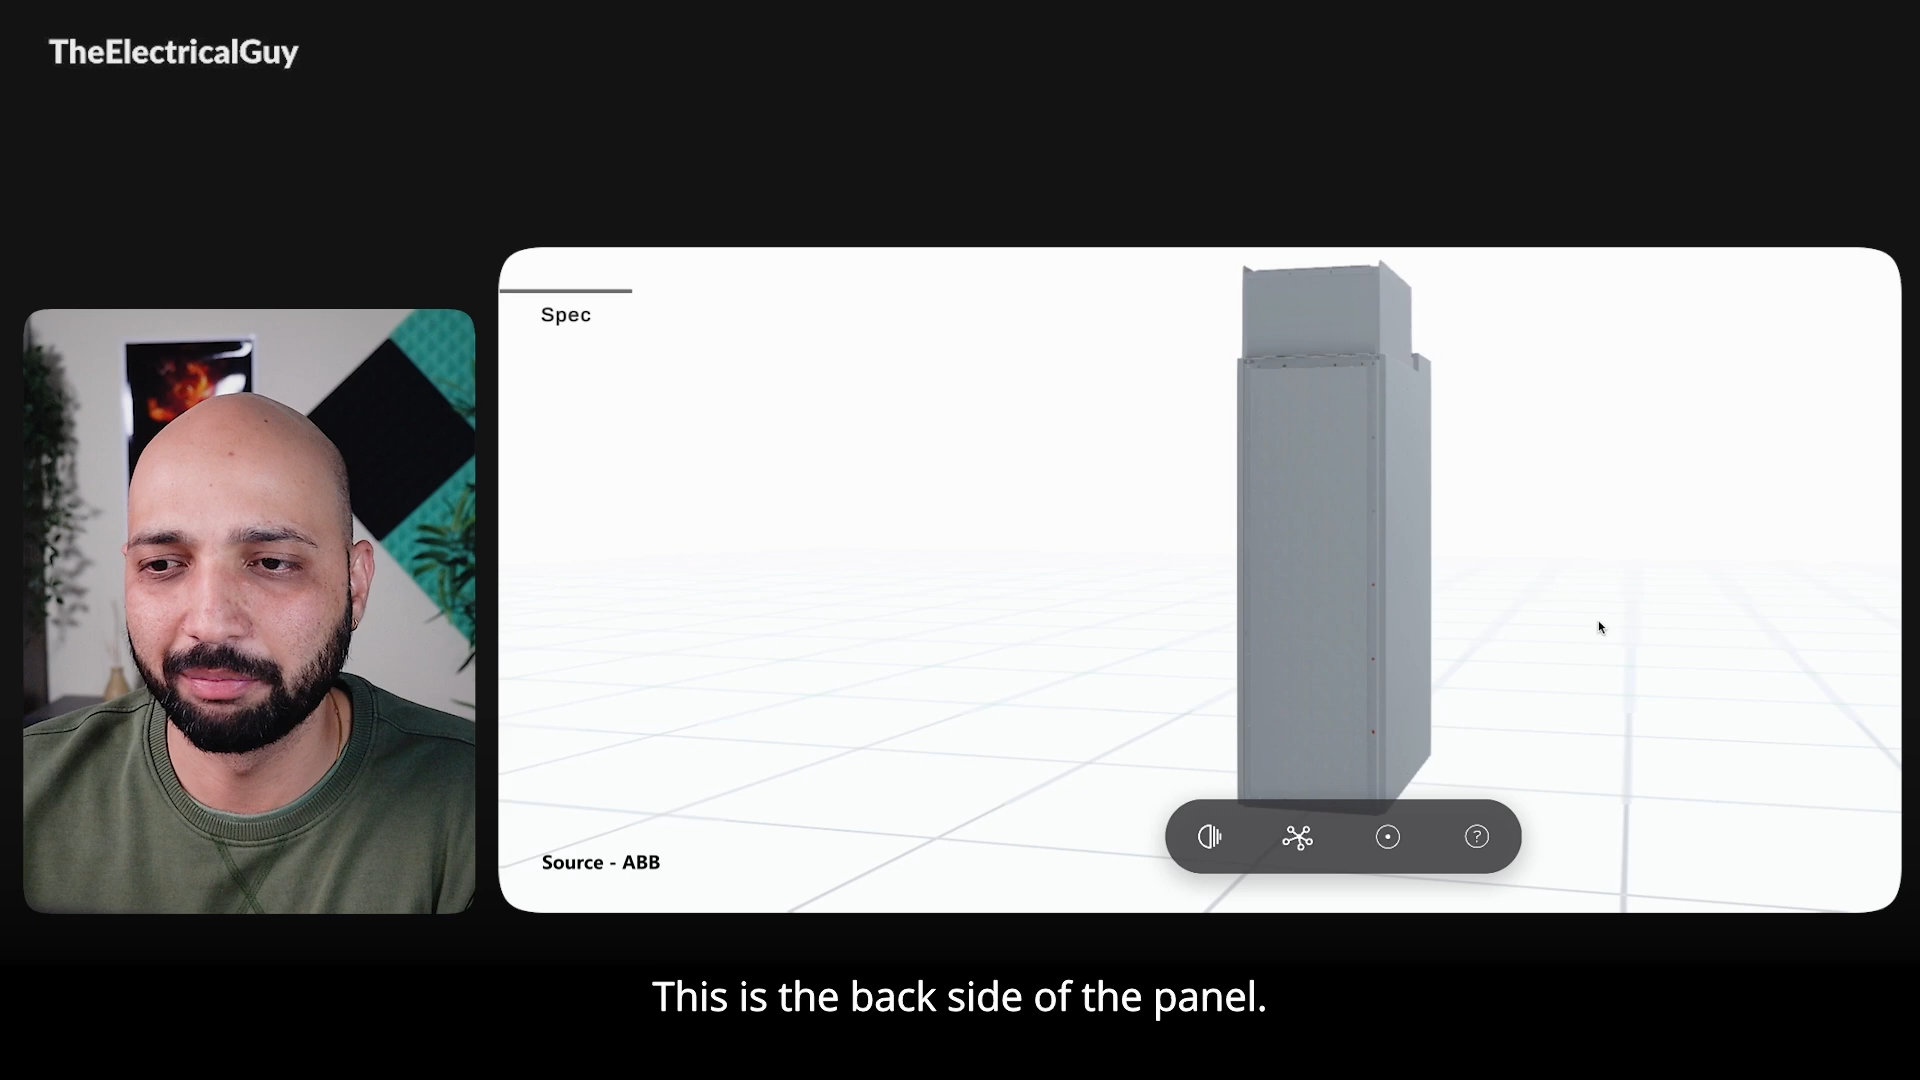 TheElectricalGuy
Spec
Source - ABB
This is the back side of the panel.